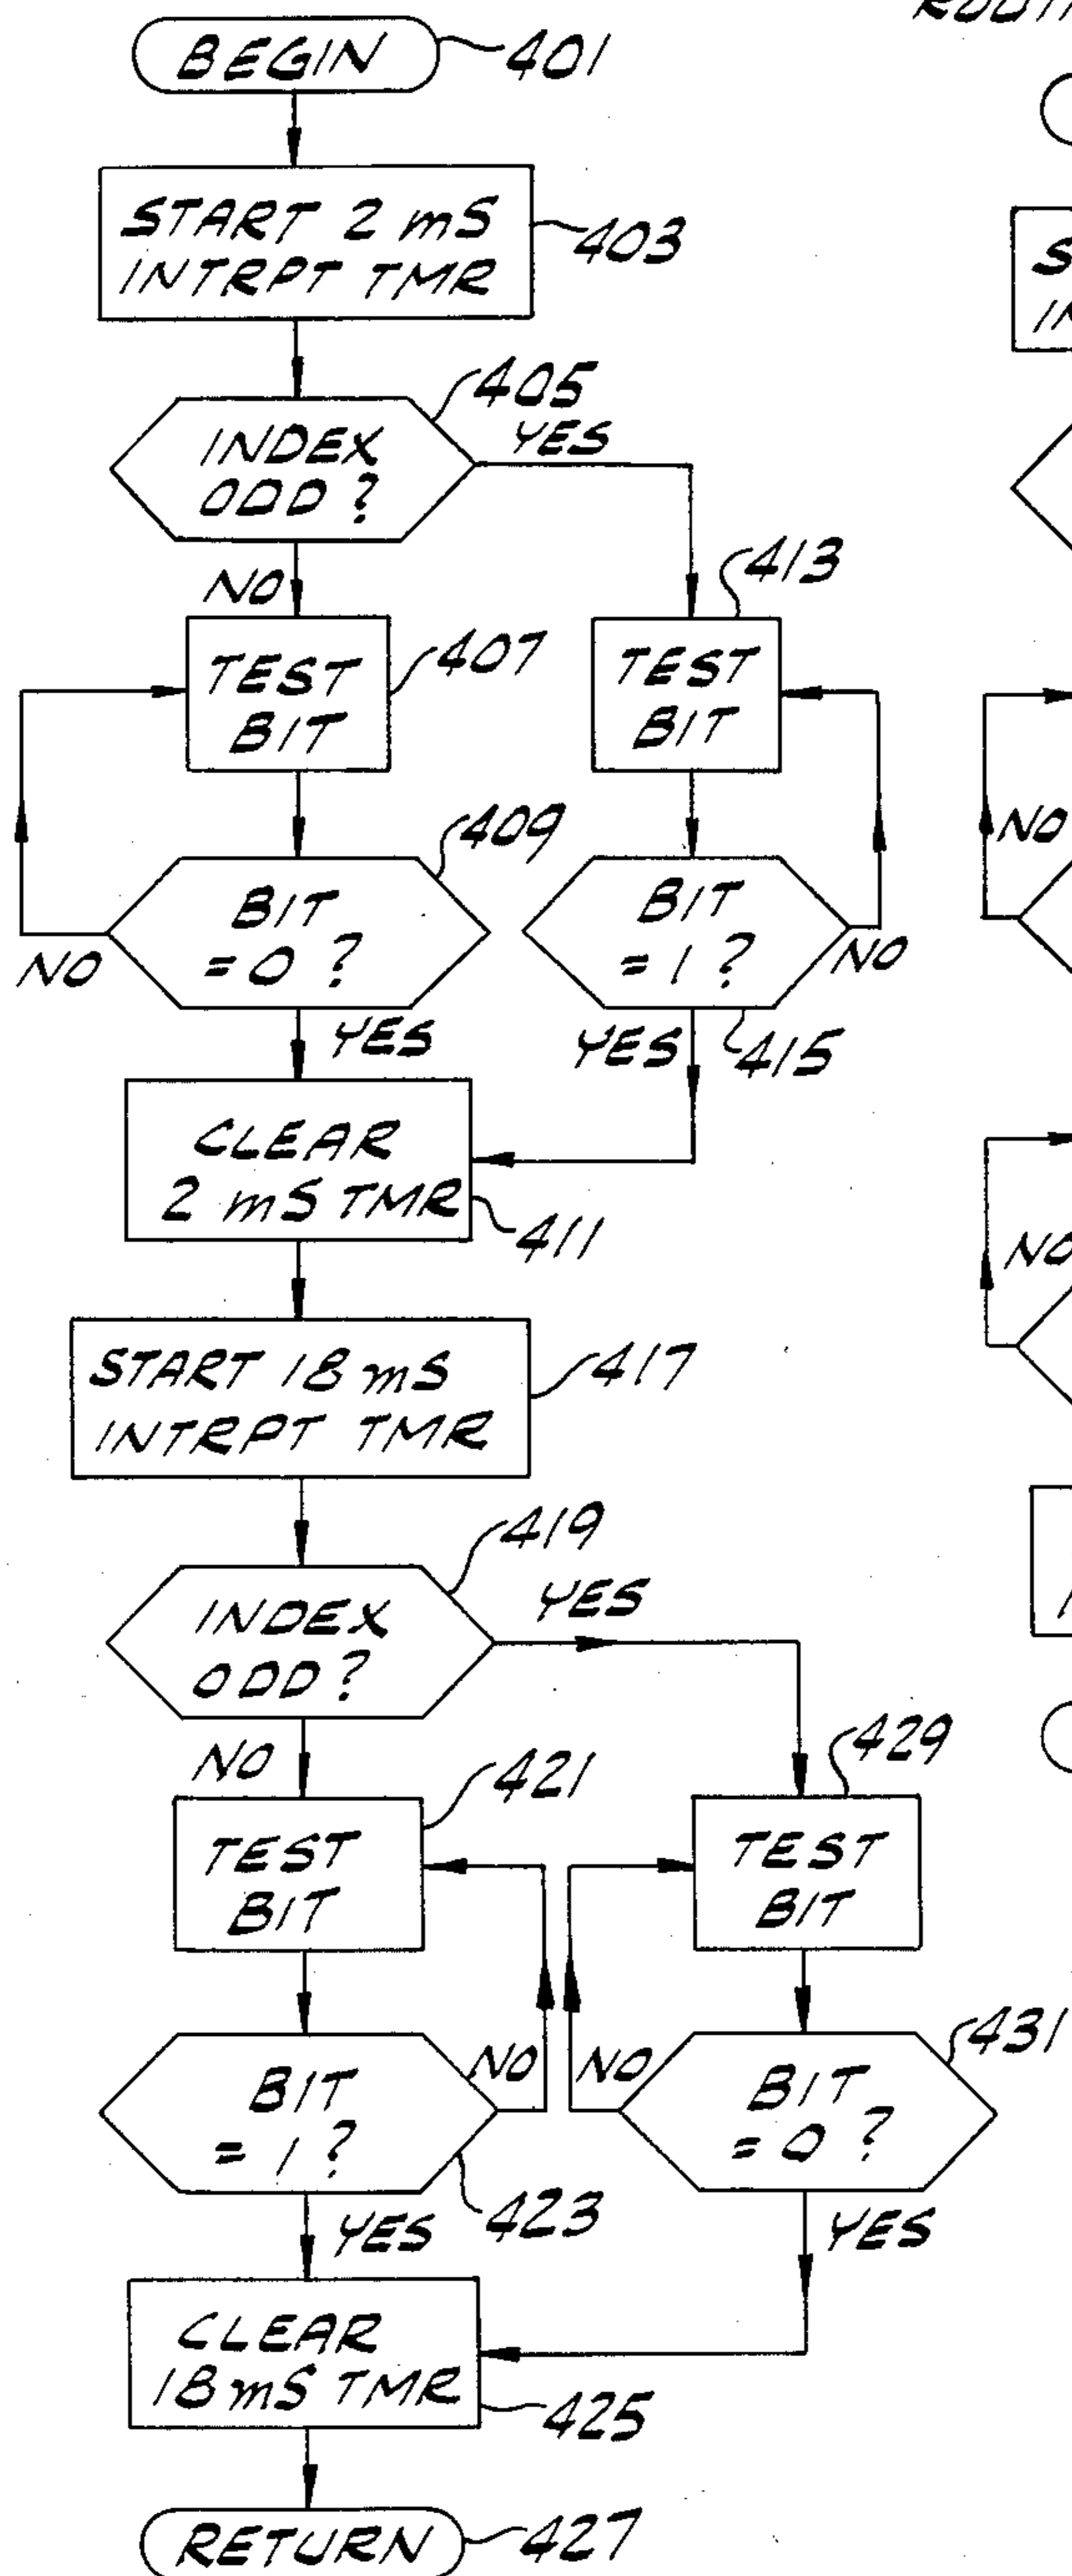 BEGIN
401
START 2 mS
INTRPT TMR
403
405
INDEX
ODD ?
YES
NO
413
TEST
BIT
407
TEST
BIT
409
BIT
= 0 ?
NO
YES
BIT
= 1 ?
NO
YES
415
CLEAR
2 mS TMR
411
START 18 mS
INTRPT TMR
417
419
INDEX
ODD ?
YES
NO
421
TEST
BIT
429
TEST
BIT
BIT
= 1 ?
NO
423
YES
431
BIT
= 0 ?
NO
YES
CLEAR
18 mS TMR
425
RETURN
427
NO
NO